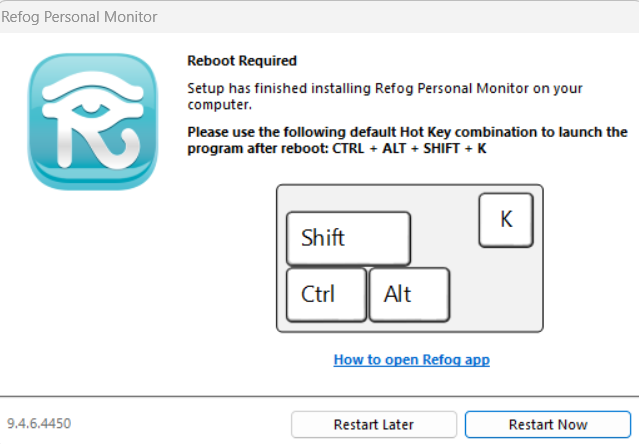 Refog Personal Monitor
Reboot Required
Setup has finished installing Refog Personal Monitor on your
computer.
Please use the following default Hot Key combination to launch the
program after reboot: CTRL + ALT + SHIFT + K
K
Shift
Ctrl Alt
How to open Refog app
9.4.6.4450
Restart Later
Restart Now